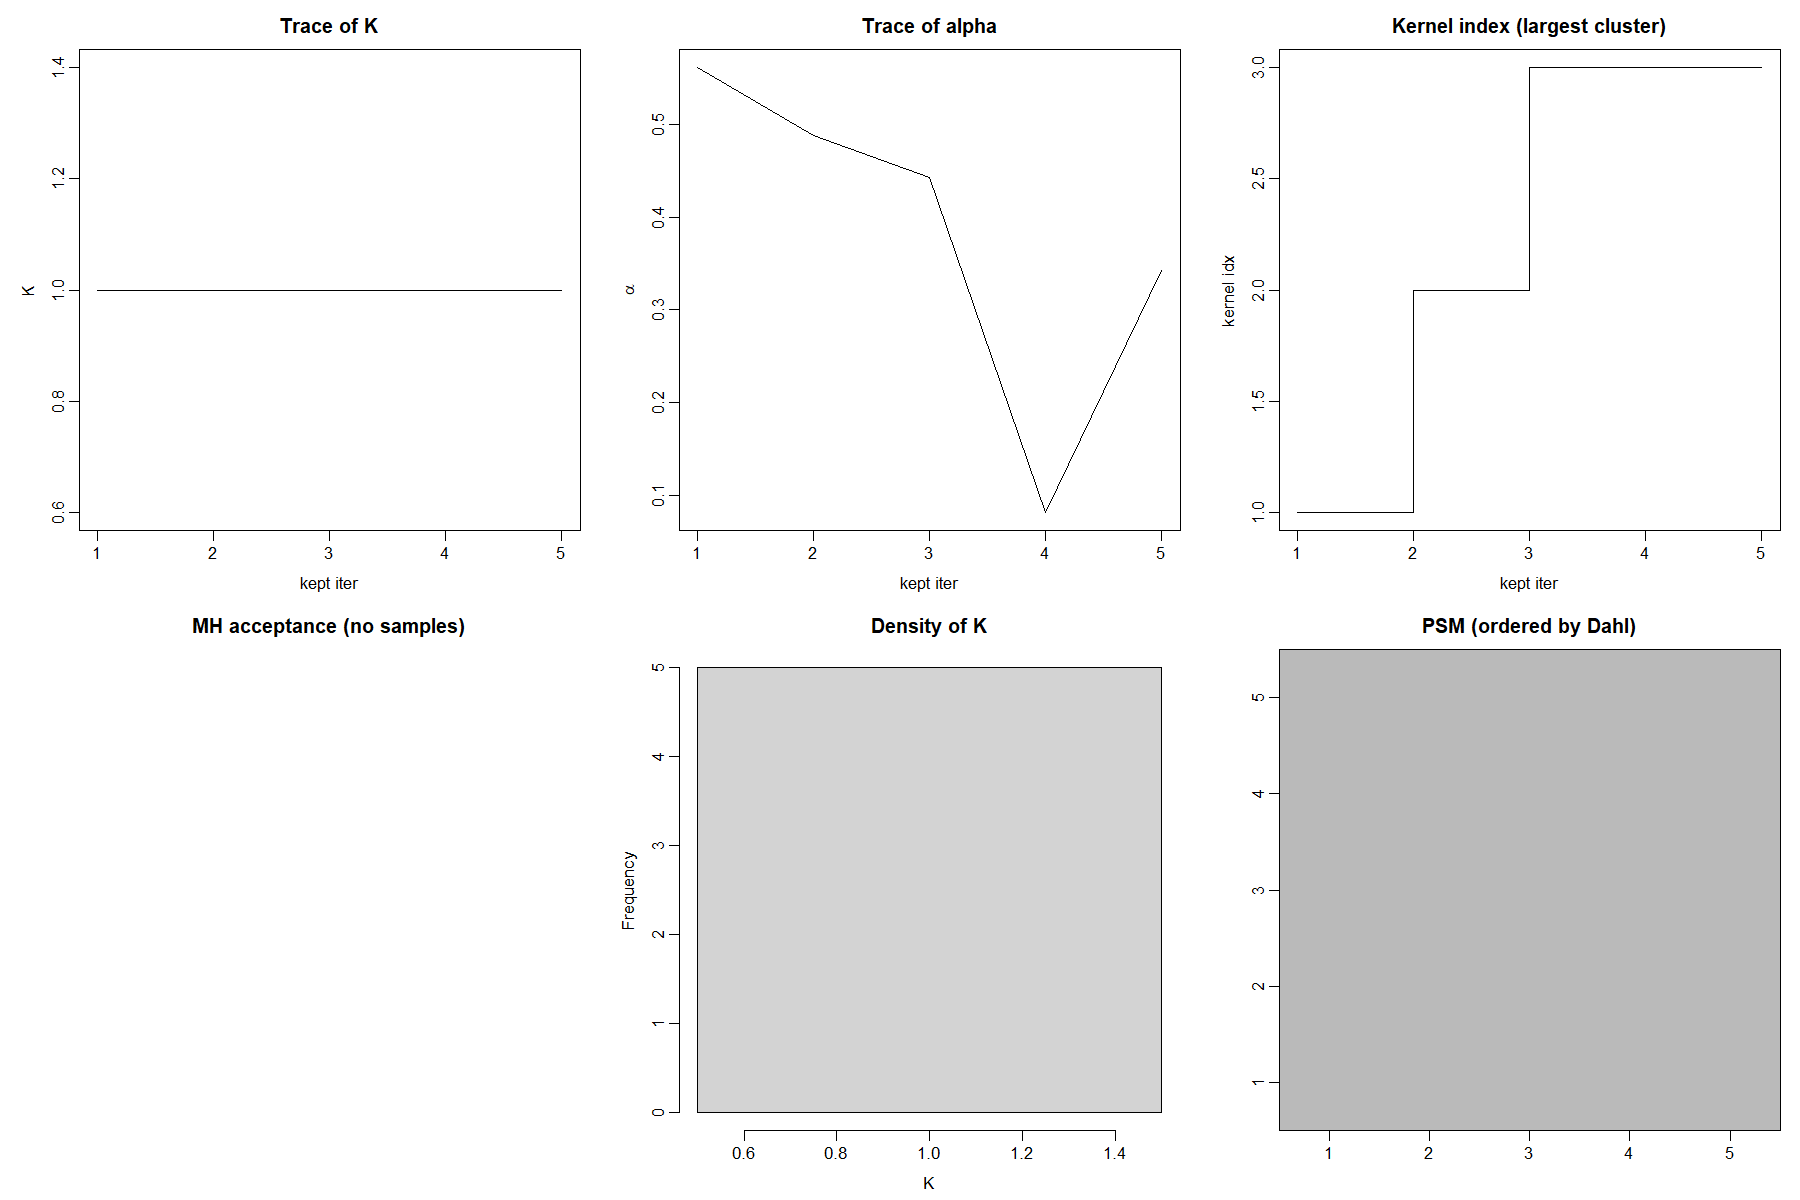 Trace of K
K
0.6 0.8 1.0 1.2 1.4
1 2 3 4 5
kept iter
Trace of alpha
α
0.1 0.2 0.3 0.4 0.5
1 2 3 4 5
kept iter
Kernel index (largest cluster)
kernel idx
1.0 1.5 2.0 2.5 3.0
1 2 3 4 5
kept iter
MH acceptance (no samples)
Density of K
Frequency
0 1 2 3 4 5
0.6 0.8 1.0 1.2 1.4
K
PSM (ordered by Dahl)
1 2 3 4 5
1 2 3 4 5